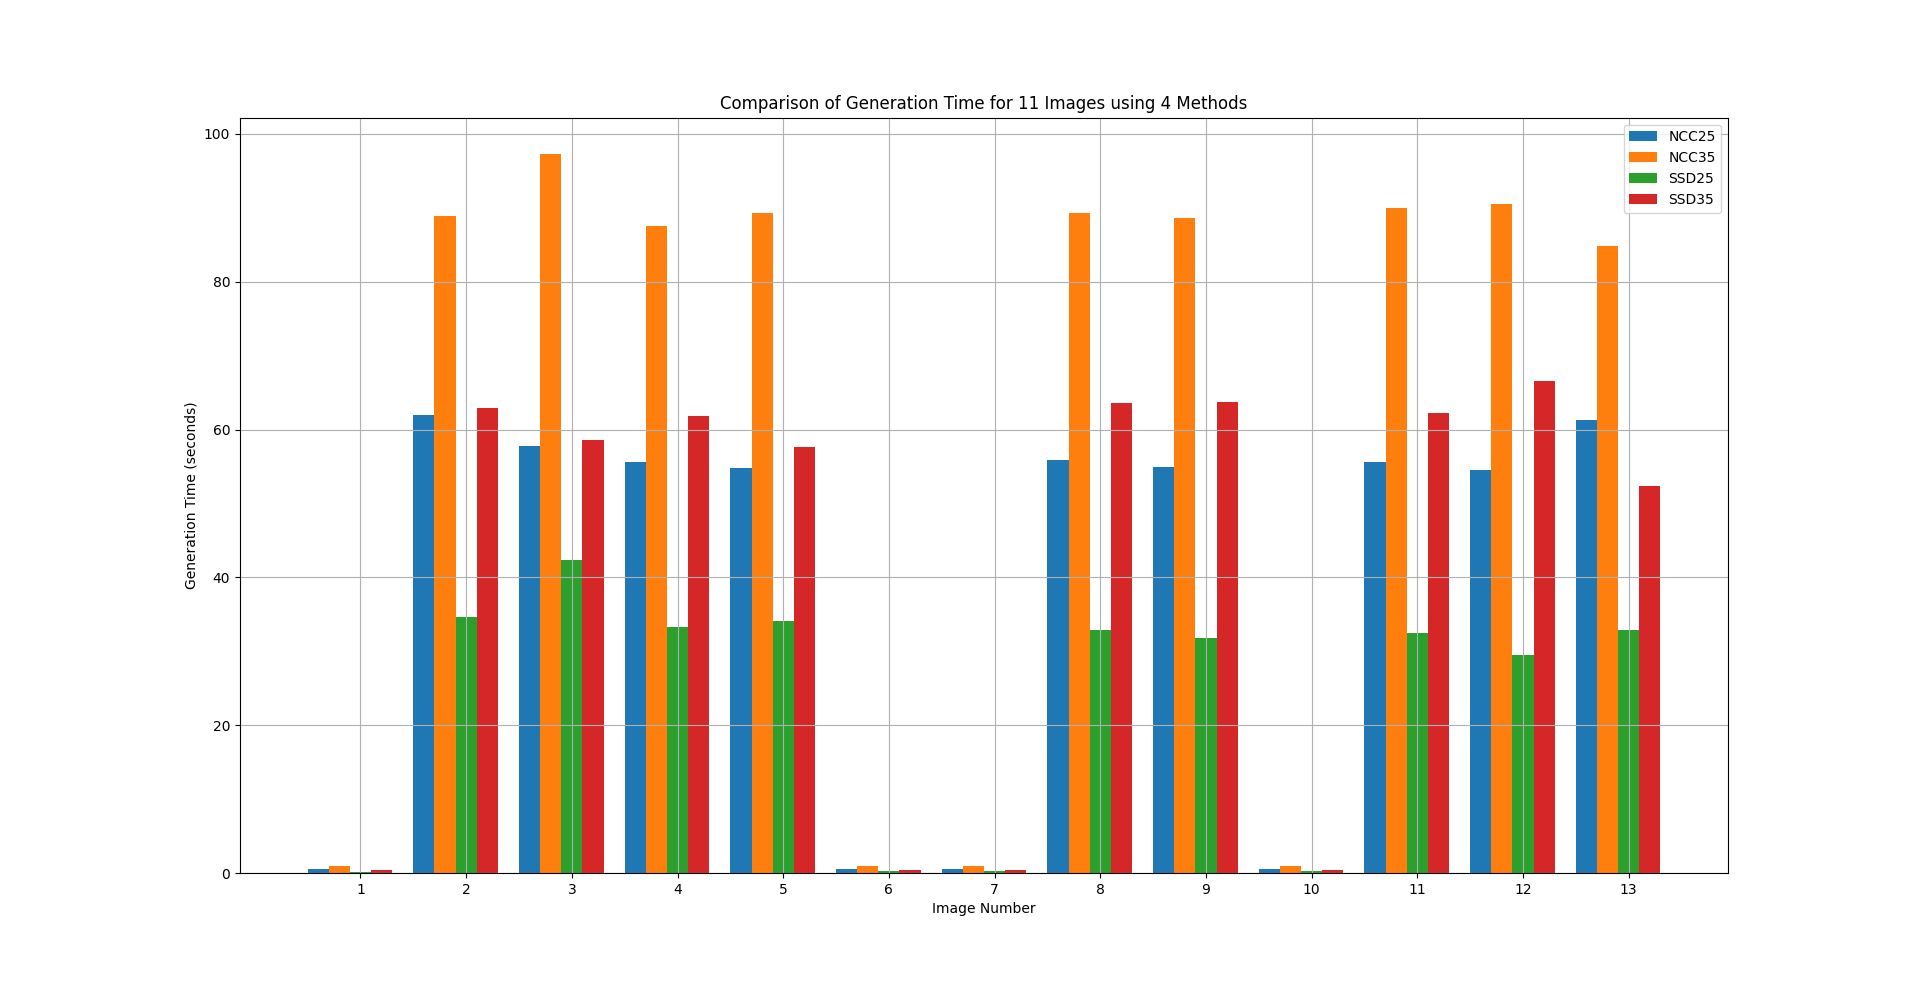 Comparison of Generation Time for 11 Images using 4 Methods
NCC25
NCC35
SSD25
SSD35
Generation Time (seconds)
100
80
60
40
20
0
1 2 3 4 5 6 7 8 9 10 11 12 13
Image Number